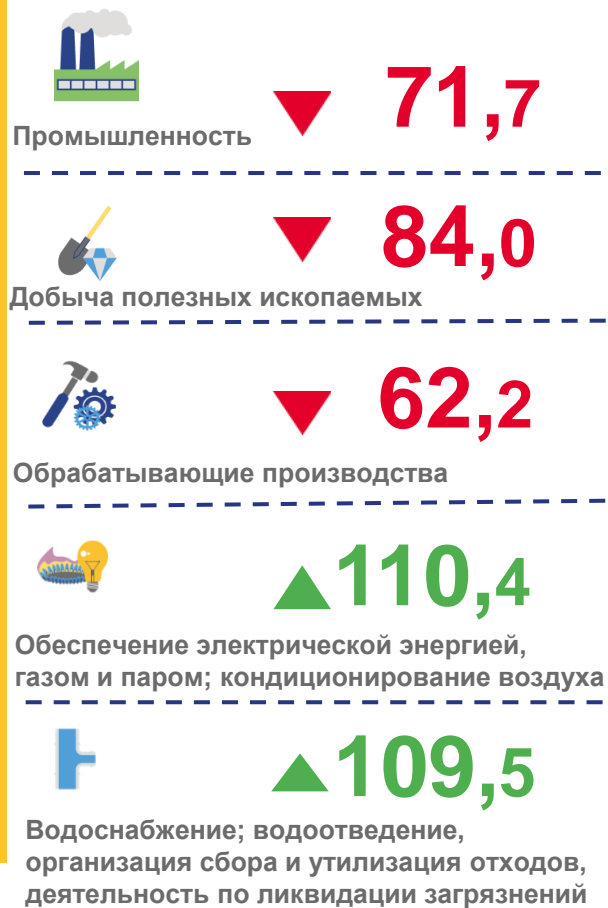 71,7
Промышленность
84,0
Добыча полезных ископаемых
62,2
Обрабатывающие производства
110,4
Обеспечение электрической энергией,
газом и паром; кондиционирование воздуха
109,5
Водоснабжение; водоотведение,
организация сбора и утилизация отходов,
деятельность по ликвидации загрязнений